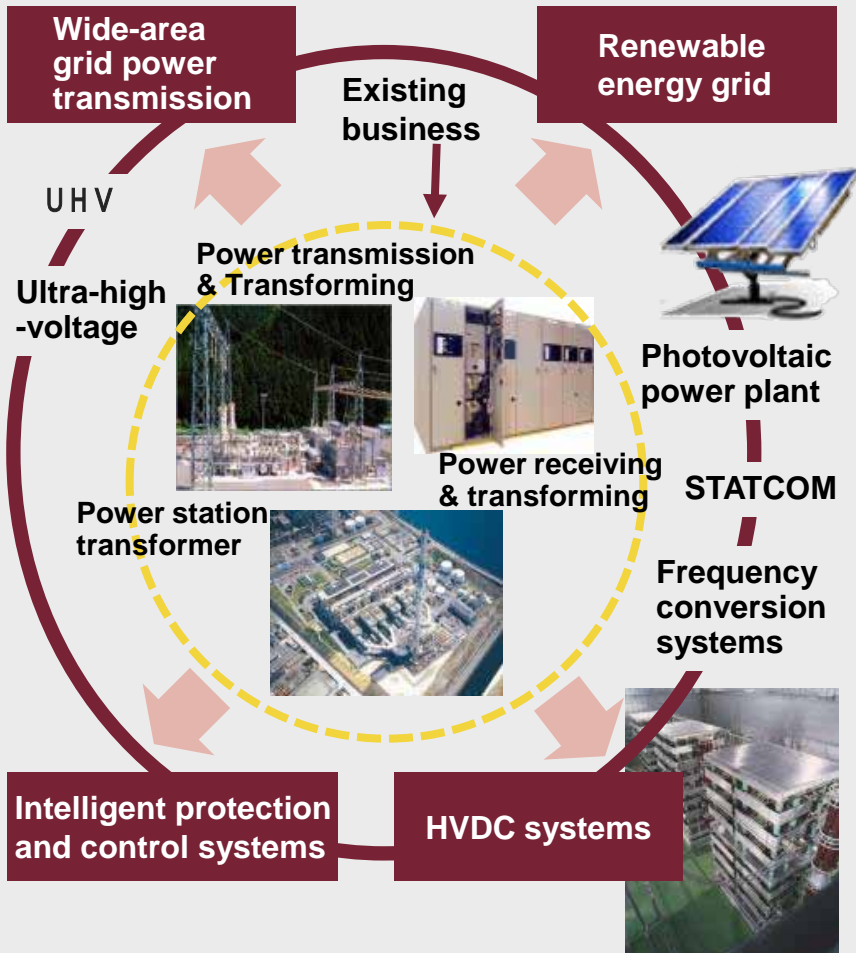 Wide-area
grid power
transmission
Renewable
energy grid
Existing
business
UHV
Ultra-high
-voltage
Power transmission
& Transforming
Photovoltaic
power plant
Power receiving
& transforming
STATCOM
Power station
transformer
Frequency
conversion
systems
Intelligent protection
and control systems
HVDC systems